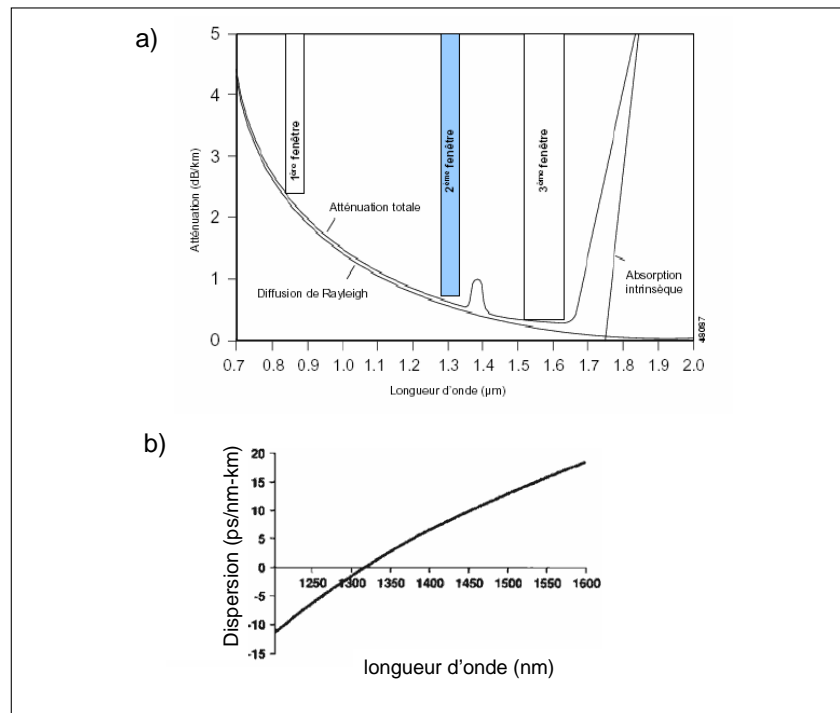 a)
5
4
3
2
1
0
Atténuation (dB/km)
1ère fenêtre
2ème fenêtre
3ème fenêtre
Atténuation totale
Diffusion de Rayleigh
Absorption
intrinsèque
48097
0.7 0.8 0.9 1.0 1.1 1.2 1.3 1.4 1.5 1.6 1.7 1.8 1.9 2.0
Longueur d'onde (µm)
b)
Dispersion (ps/nm-km)
20
15
10
5
0
-5
-10
-15
1250 1300 1350 1400 1450 1500 1550 1600
longueur d'onde (nm)